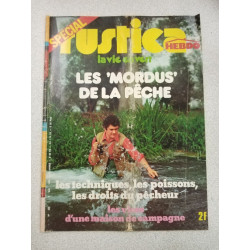 SPECIAL
rustica
HEBDO
la vie en vert
LES 'MORDUS'
DE LA PÊCHE
les techniques, les poissons,
les droits du pêcheur
les
d'une maison de campagne
2F